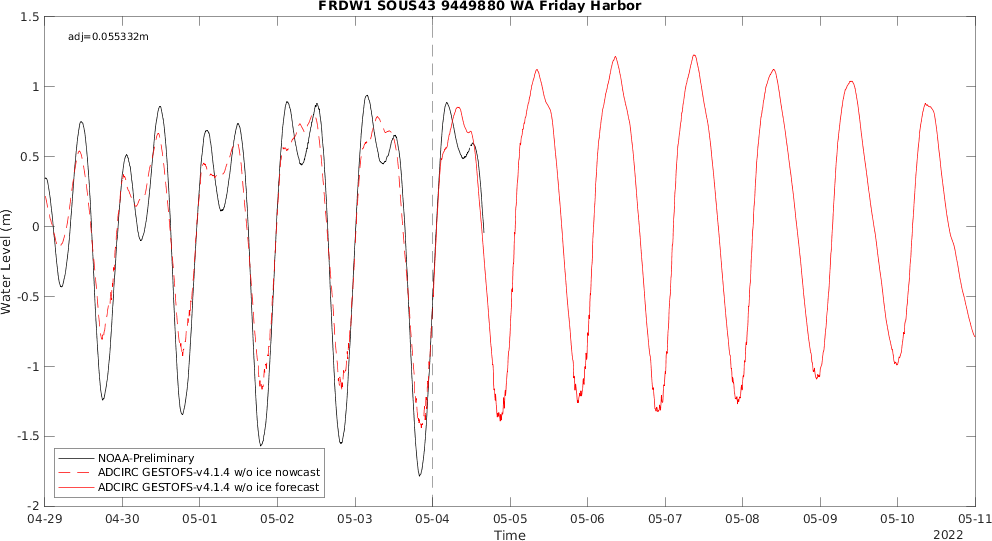 FRDW1 SOUS43 9449880 WA Friday Harbor
adj=0.055332m
1.5
1
0.5
0
-0.5
-1
-1.5
-2
Water Level (m)
NOAA-Preliminary
ADCIRC GESTOFS-v4.1.4 w/o ice nowcast
ADCIRC GESTOFS-v4.1.4 w/o ice forecast
04-29 04-30 05-01 05-02 05-03 05-04 05-05 05-06 05-07 05-08 05-09 05-10 05-11
Time
2022